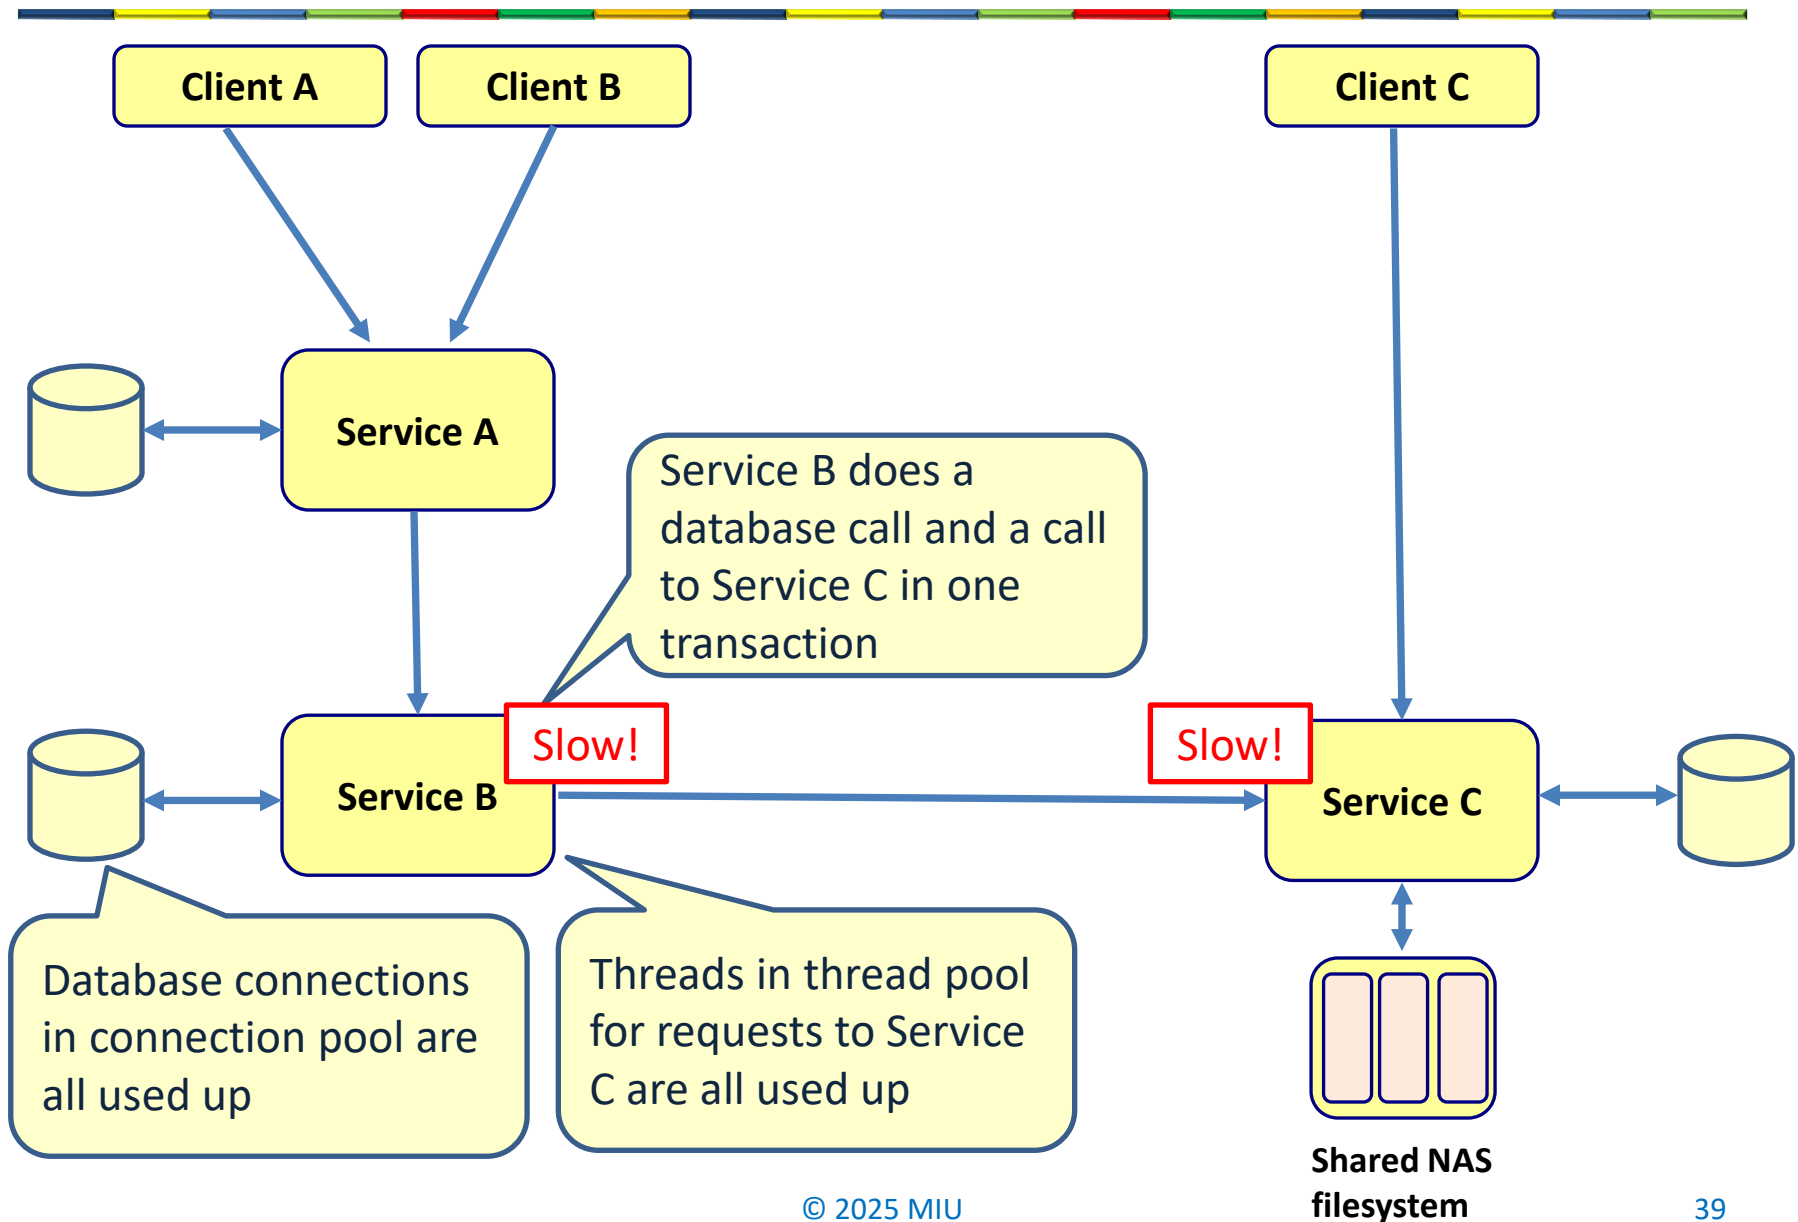 Client A
Client B
Client C
Service A
Service B does a
database call and a call
to Service C in one
transaction
Slow!
Slow!
Service B
Service C
Database connections
in connection pool are
all used up
Threads in thread pool
for requests to Service
C are all used up
Shared NAS
filesystem
© 2025 MIU
39